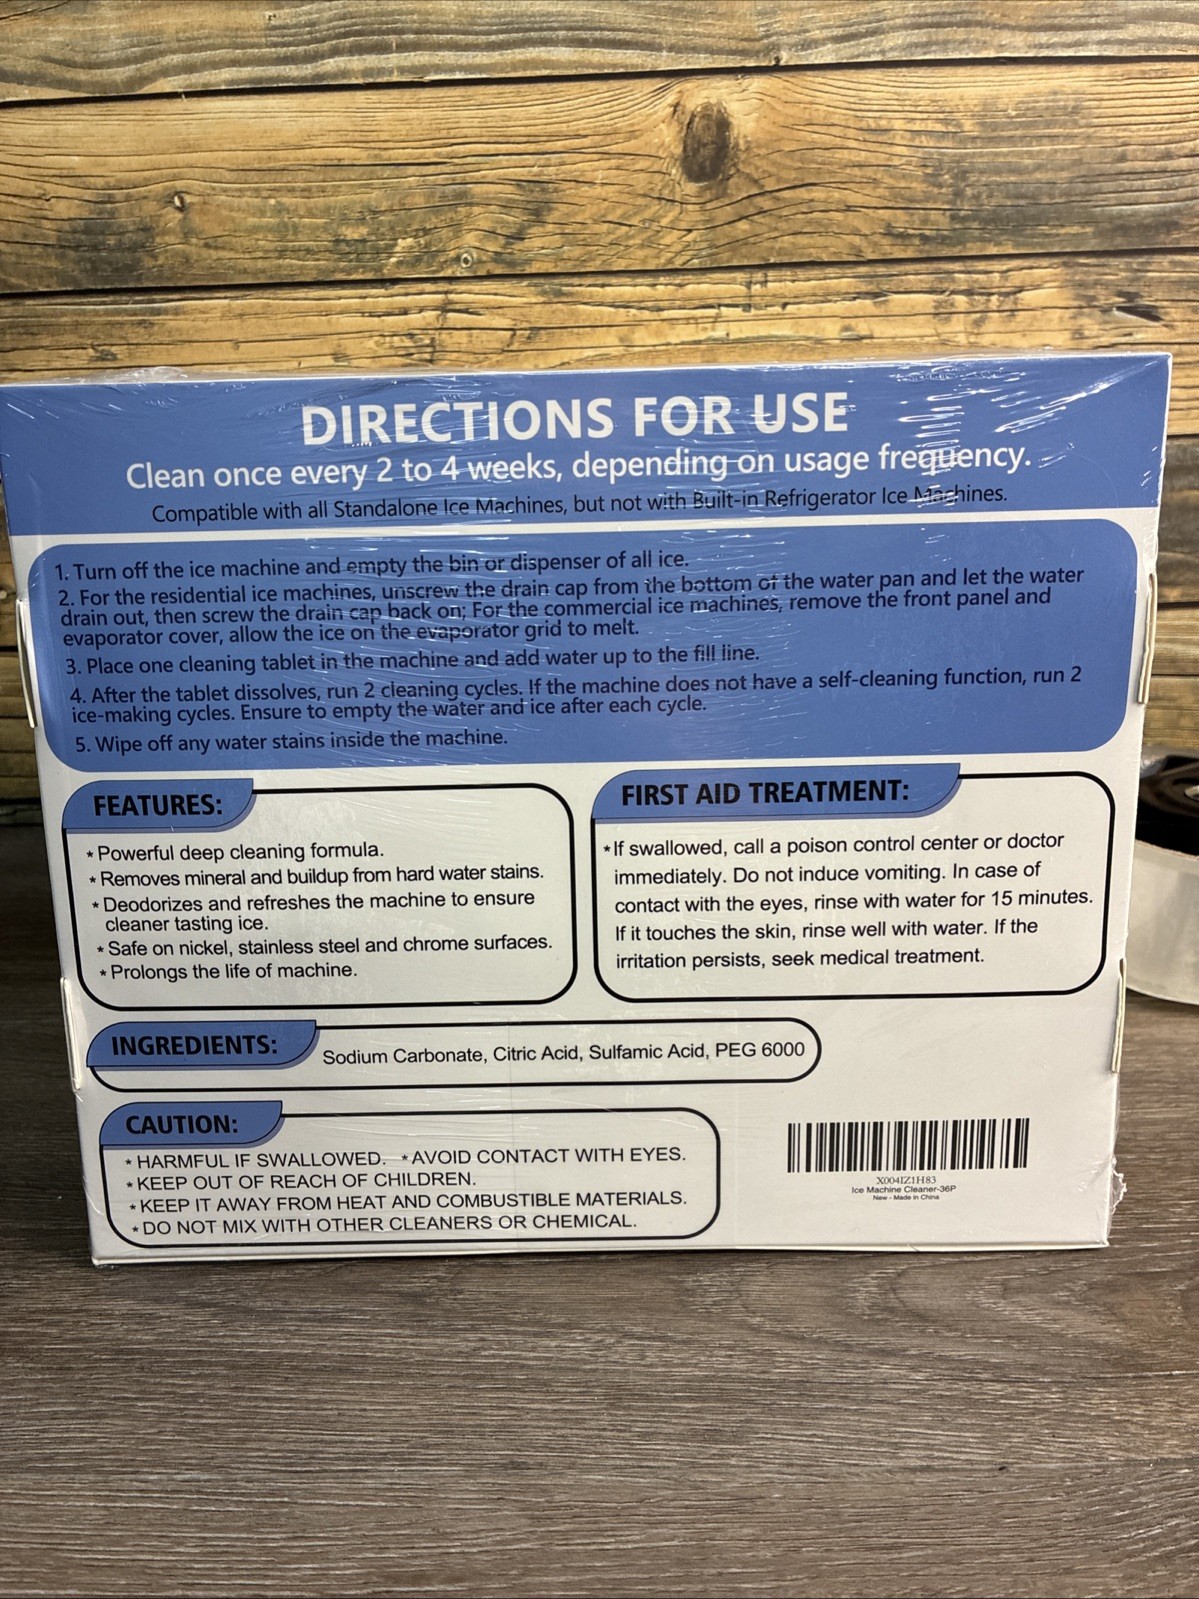 DIRECTIONS FOR USE
Clean once every 2 to 4 weeks, depending on usage frequency.
Compatible with all Standalone Ice Machines, but not with Built-in Refrigerator Ice Machines.
1. Turn off the ice machine and empty the bin or dispenser of all ice.
2. For the residential ice machines, unscrew the drain cap from the bottom of the water pan and let the water
drain out, then screw the drain cap back on; For the commercial ice machines, remove the front panel and
evaporator cover, allow the ice on the evaporator grid to melt.
3. Place one cleaning tablet in the machine and add water up to the fill line.
4. After the tablet dissolves, run 2 cleaning cycles. If the machine does not have a self-cleaning function, run 2
ice-making cycles. Ensure to empty the water and ice after each cycle.
5. Wipe off any water stains inside the machine.
FEATURES:
* Powerful deep cleaning formula.
* Removes mineral and buildup from hard water stains.
* Deodorizes and refreshes the machine to ensure
cleaner tasting ice.
* Safe on nickel, stainless steel and chrome surfaces.
* Prolongs the life of machine.
FIRST AID TREATMENT:
* If swallowed, call a poison control center or doctor
immediately. Do not induce vomiting. In case of
contact with the eyes, rinse with water for 15 minutes.
If it touches the skin, rinse well with water. If the
irritation persists, seek medical treatment.
INGREDIENTS:
Sodium Carbonate, Citric Acid, Sulfamic Acid, PEG 6000
CAUTION:
* HARMFUL IF SWALLOWED. * AVOID CONTACT WITH EYES.
* KEEP OUT OF REACH OF CHILDREN.
* KEEP IT AWAY FROM HEAT AND COMBUSTIBLE MATERIALS.
* DO NOT MIX WITH OTHER CLEANERS OR CHEMICAL.
X004IZ1H83
Ice Machine Cleaner-36P
New - Made in China